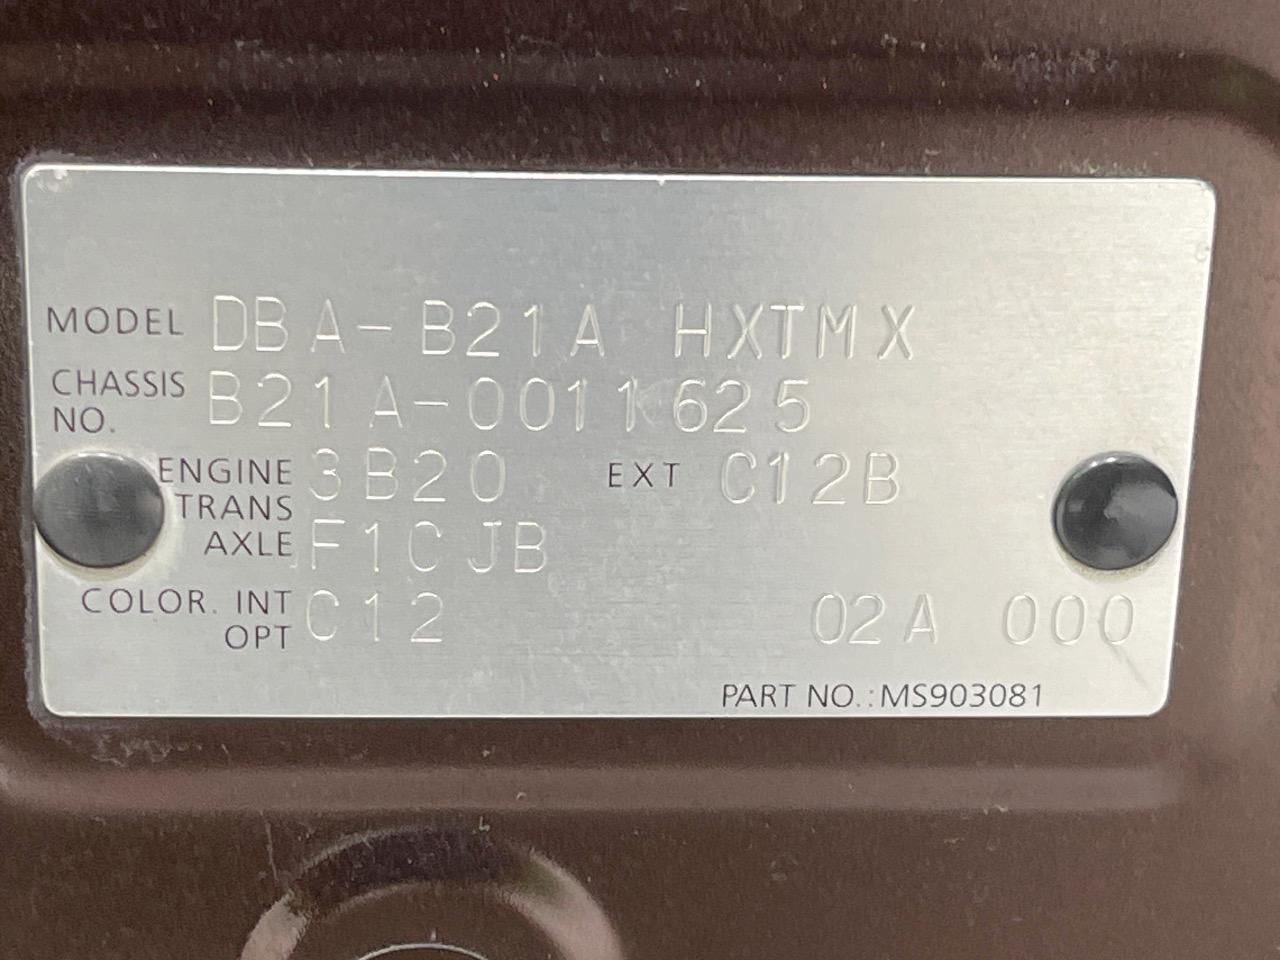 MODEL DBA-B21A HXTMX
CHASSIS NO. B21A-0011625
ENGINE 3B20 EXT C12B
TRANS AXLE F1CJB
COLOR. INT OPT C12 02A 000
PART NO.:MS903081